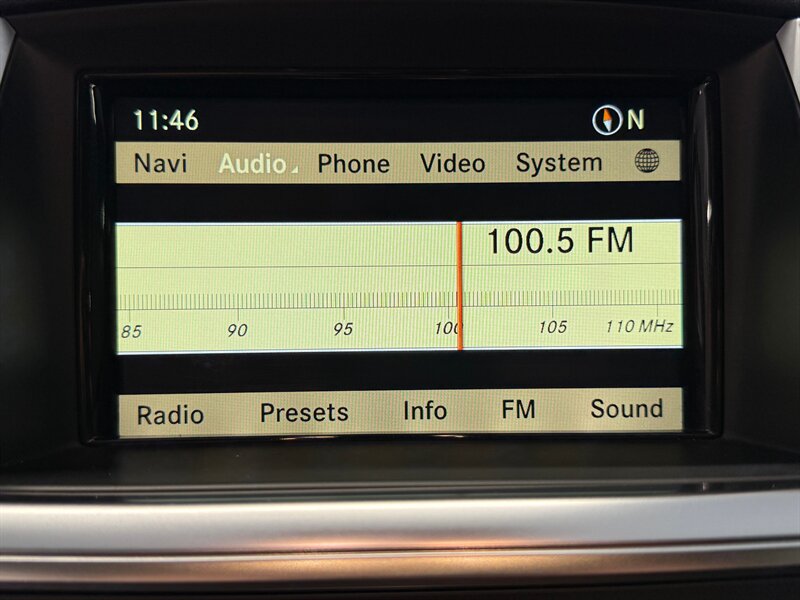 11:46 N
Navi Audio Phone Video System
100.5 FM
85 90 95 100 105 110 MHz
Radio Presets Info FM Sound